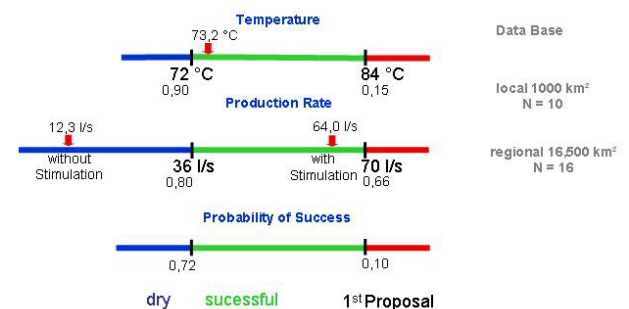 Temperature
73,2 °C
72 °C
84 °C
0,90
0,15
Data Base
local 1000 km²
N = 10
Production Rate
12,3 l/s
64,0 l/s
without
Stimulation
36 l/s
with
Stimulation
70 l/s
0,80
0,66
regional 16,500 km²
N = 16
Probability of Success
0,72
0,10
dry
sucessful
1st Proposal